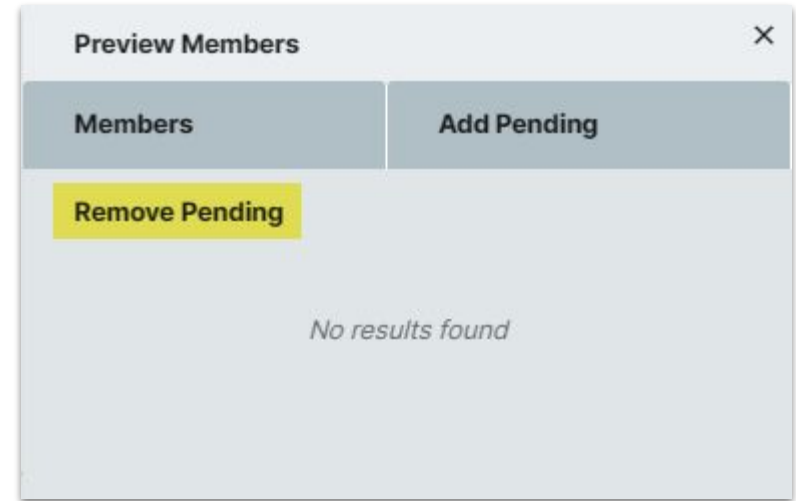 Preview Members
Members Add Pending
Remove Pending
No results found